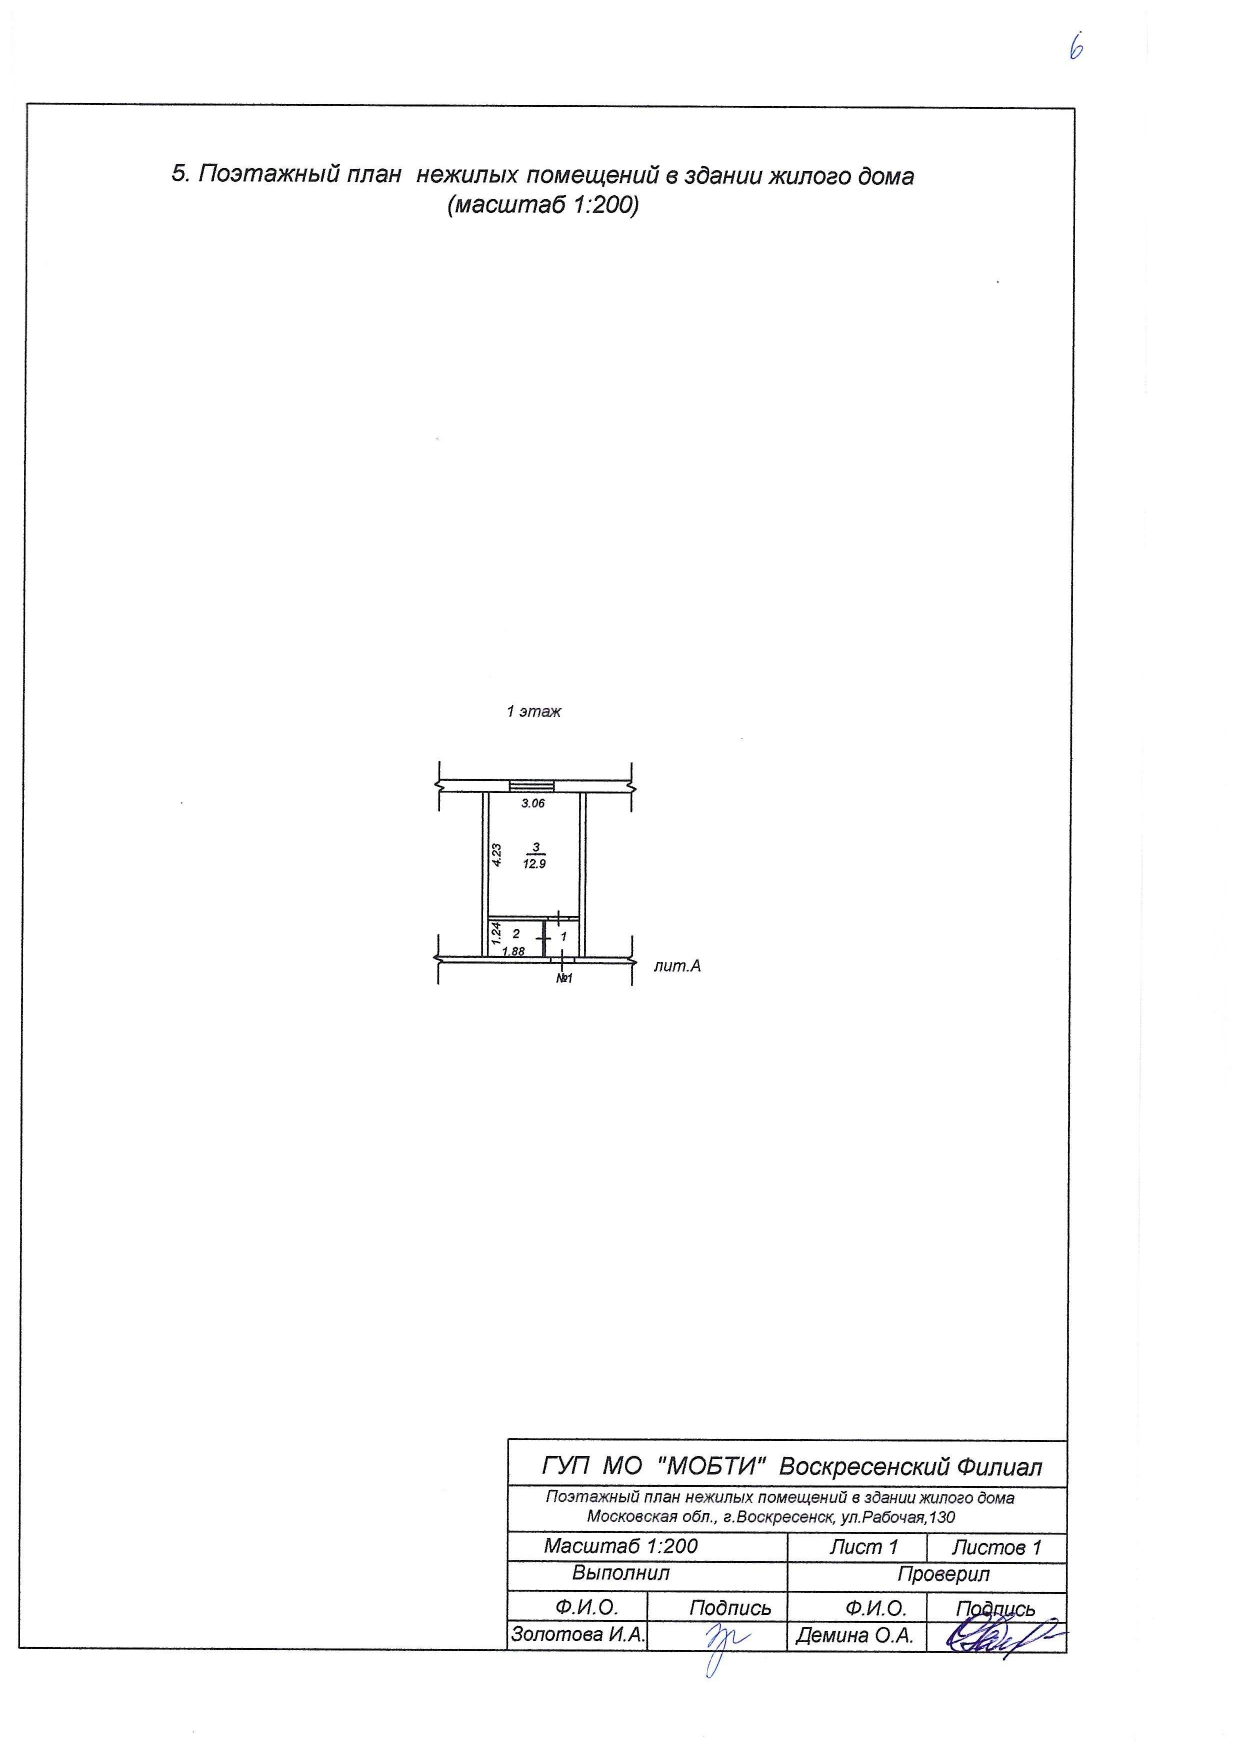 6
5. Поэтажный план нежилых помещений в здании жилого дома
(масштаб 1:200)
1 этаж
3.06
4.23
3
12.9
1.24
2
1.88
1
№1
лит.А
ГУП МО "МОБТИ" Воскресенский Филиал
Поэтажный план нежилых помещений в здании жилого дома
Московская обл., г.Воскресенск, ул.Рабочая,130
Масштаб 1:200 Лист 1 Листов 1
Выполнил Проверил
Ф.И.О. Подпись Ф.И.О. Подпись
Золотова И.А. Демина О.А.